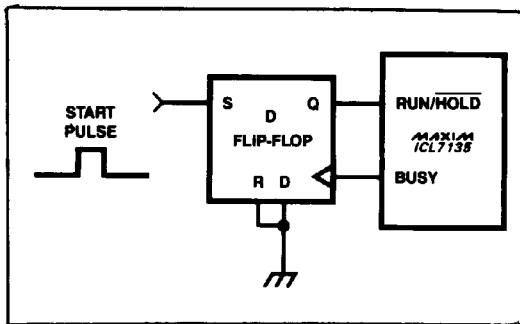 START
PULSE
S
D
Q
FLIP-FLOP
R D
RUN/HOLD
MAXIM
ICL7135
BUSY